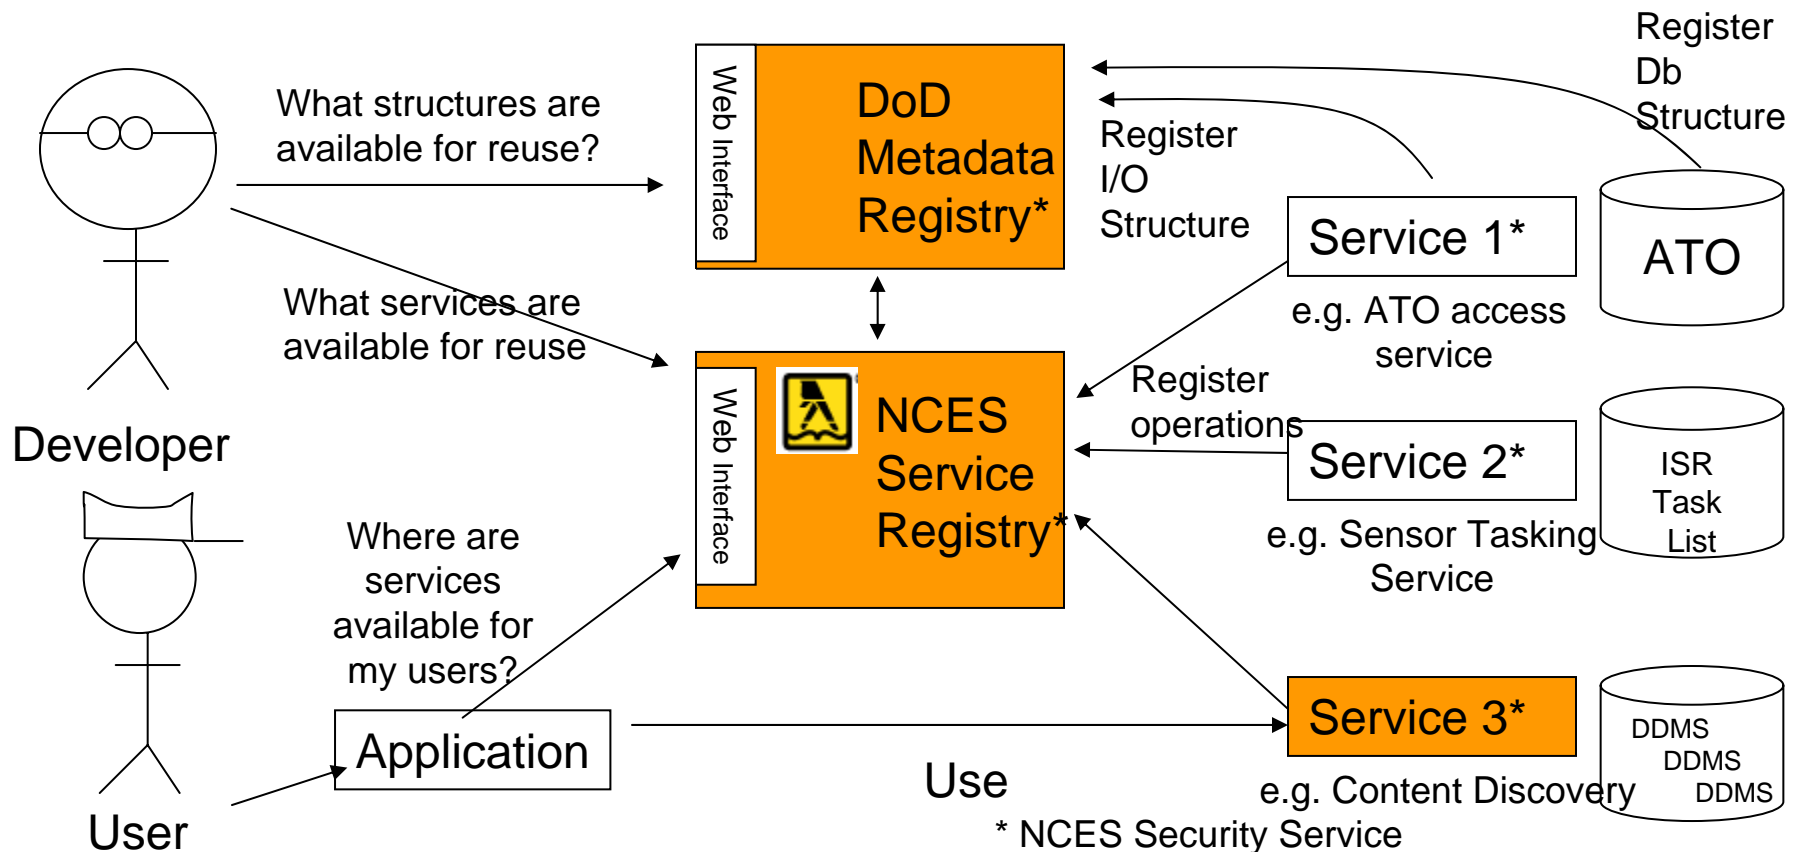 What structures are
available for reuse?
What services are
available for reuse
Developer
Where are
services
available for
my users?
Application
User
Web Interface
DoD
Metadata
Registry*
Web Interface
NCES
Service
Registry*
Register
I/O
Structure
Register
Db
Structure
Service 1*
e.g. ATO access
service
ATO
Register
operations
Service 2*
e.g. Sensor Tasking
Service
ISR
Task
List
Service 3*
e.g. Content Discovery
DDMS
DDMS
DDMS
Use
* NCES Security Service